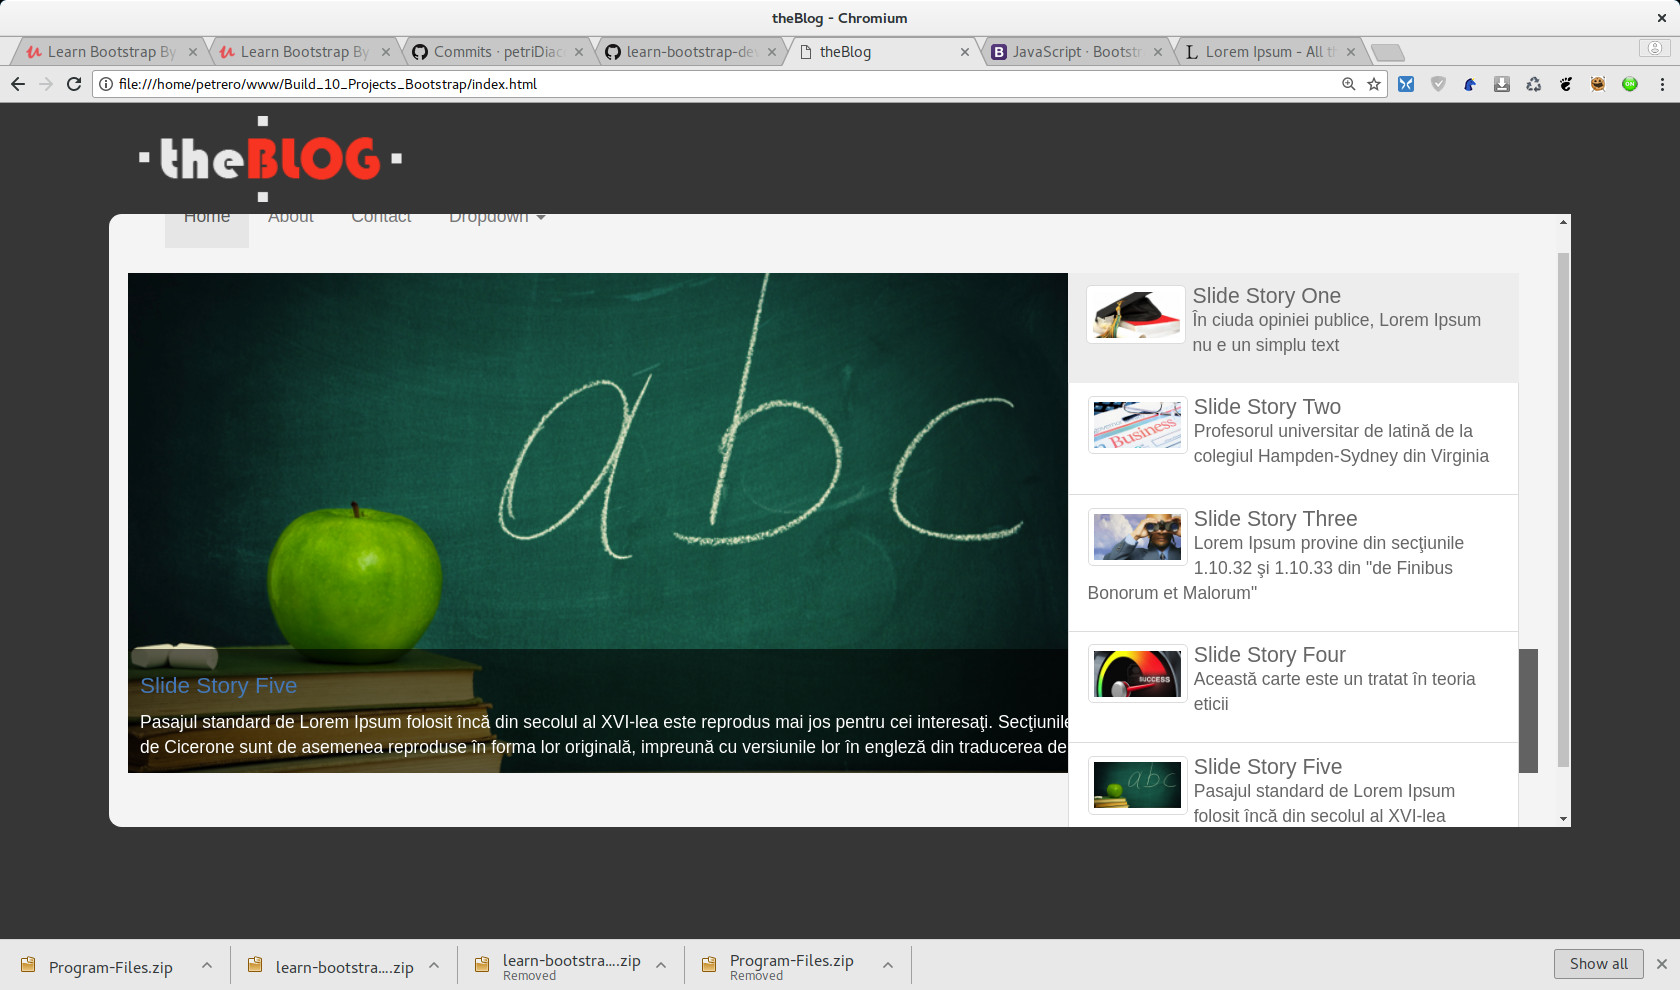 theBlog - Chromium
Learn Bootstrap By
Learn Bootstrap By
Commits · petriDiac
learn-bootstrap-dev
theBlog
JavaScript · Bootstr
Lorem Ipsum - All th
file:///home/petrero/www/Build_10_Projects_Bootstrap/index.html
ON
theBLOG
Home
About
Contact
Dropdown
abc
Slide Story Five
Pasajul standard de Lorem Ipsum folosit încă din secolul al XVI-lea este reprodus mai jos pentru cei interesaţi. Secţiunile
de Cicerone sunt de asemenea reproduse în forma lor originală, impreună cu versiunile lor în engleză din traducerea de
Slide Story One
În ciuda opiniei publice, Lorem Ipsum
nu e un simplu text
Slide Story Two
Profesorul universitar de latină de la
colegiul Hampden-Sydney din Virginia
Business
Slide Story Three
Lorem Ipsum provine din secţiunile
1.10.32 şi 1.10.33 din "de Finibus
Bonorum et Malorum"
Slide Story Four
Această carte este un tratat în teoria
eticii
SUCCESS
Slide Story Five
Pasajul standard de Lorem Ipsum
folosit încă din secolul al XVI-lea
abc
Program-Files.zip
learn-bootstra....zip
learn-bootstra....zip
Removed
Program-Files.zip
Removed
Show all